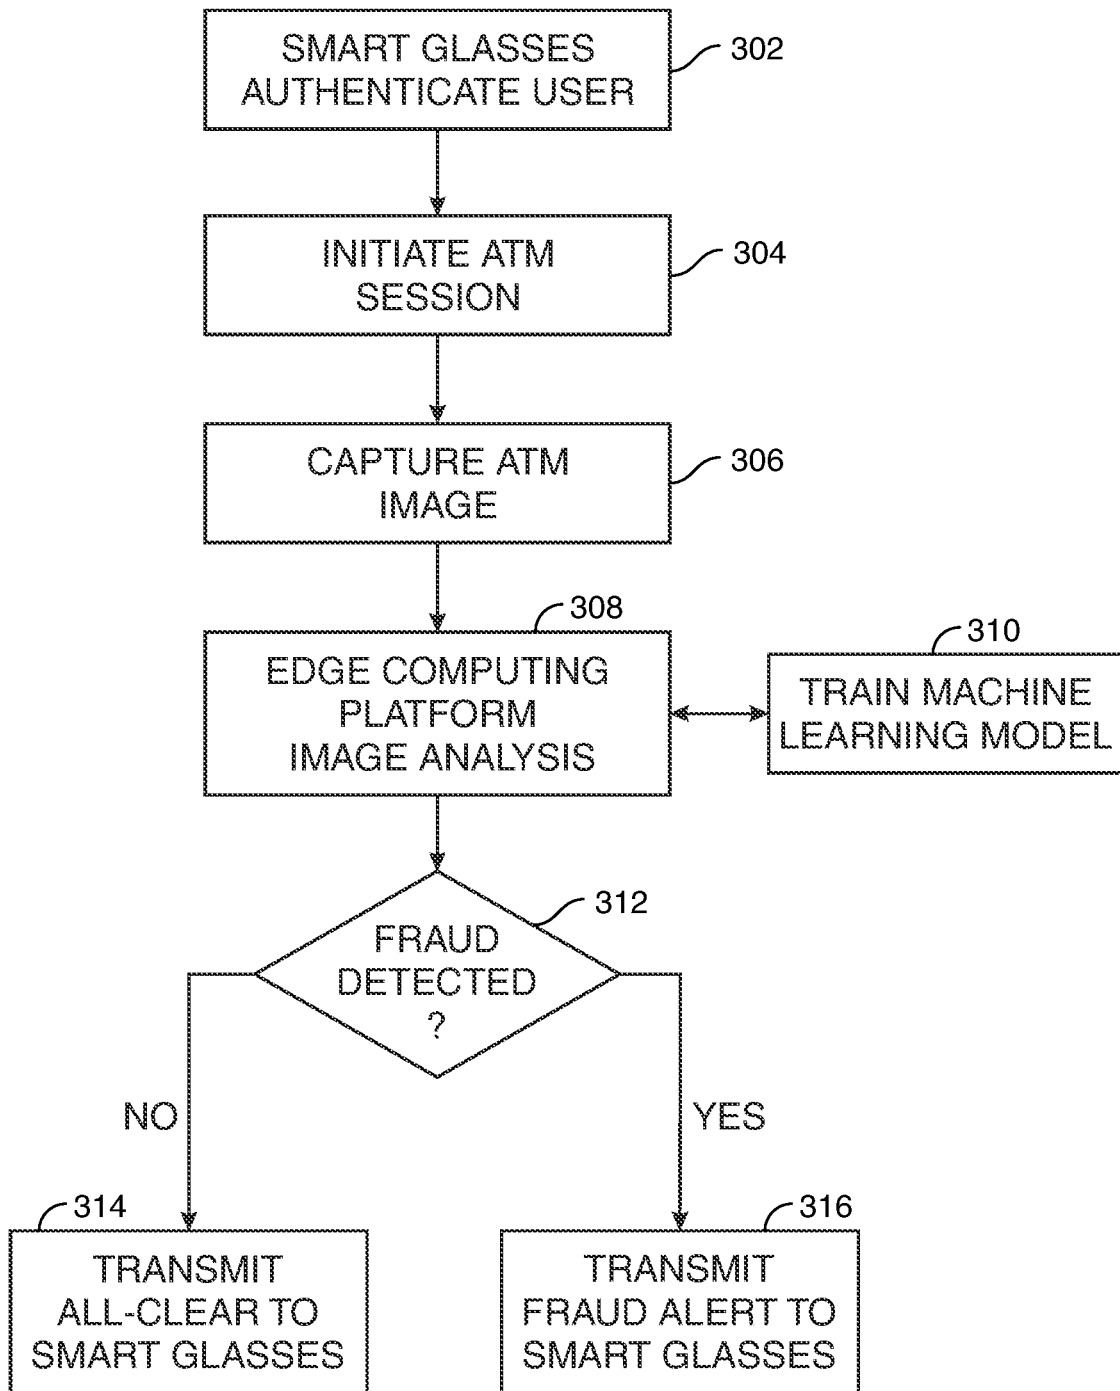 SMART GLASSES
AUTHENTICATE USER
302
INITIATE ATM
SESSION
304
CAPTURE ATM
IMAGE
306
308
EDGE COMPUTING
PLATFORM
IMAGE ANALYSIS
310
TRAIN MACHINE
LEARNING MODEL
312
FRAUD
DETECTED
?
NO
YES
314
TRANSMIT
ALL-CLEAR TO
SMART GLASSES
316
TRANSMIT
FRAUD ALERT TO
SMART GLASSES